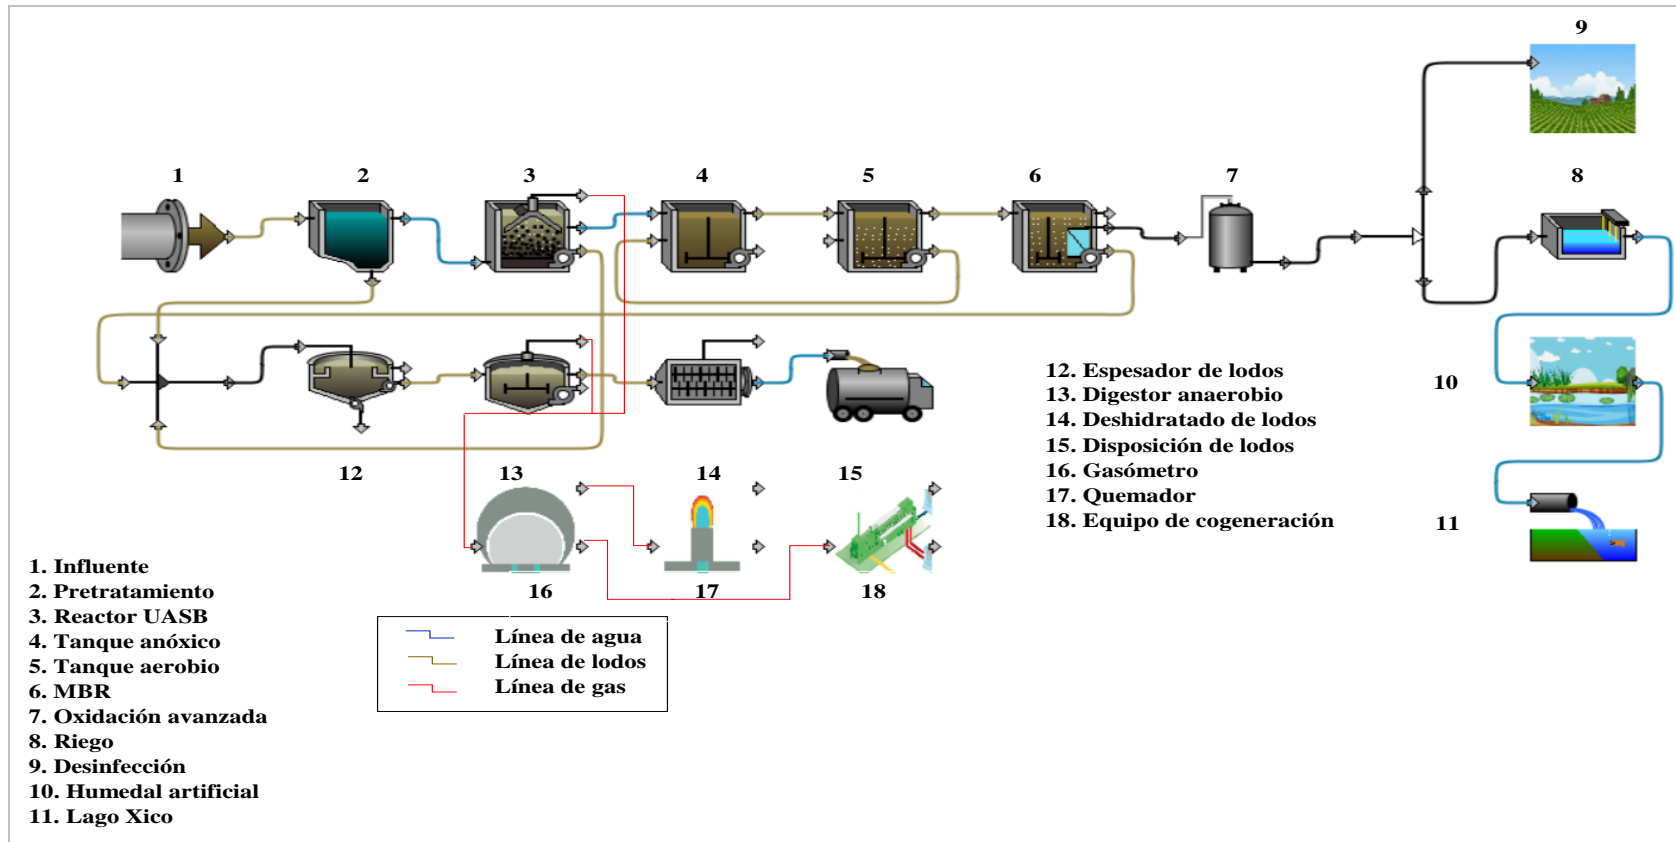 9
1
2
3
4
5
6
7
8
10
11
12
13
14
15
16
17
18
12. Espesador de lodos
13. Digestor anaerobio
14. Deshidratado de lodos
15. Disposición de lodos
16. Gasómetro
17. Quemador
18. Equipo de cogeneración
1. Influente
2. Pretratamiento
3. Reactor UASB
4. Tanque anóxico
5. Tanque aerobio
6. MBR
7. Oxidación avanzada
8. Riego
9. Desinfección
10. Humedal artificial
11. Lago Xico
Línea de agua
Línea de lodos
Línea de gas